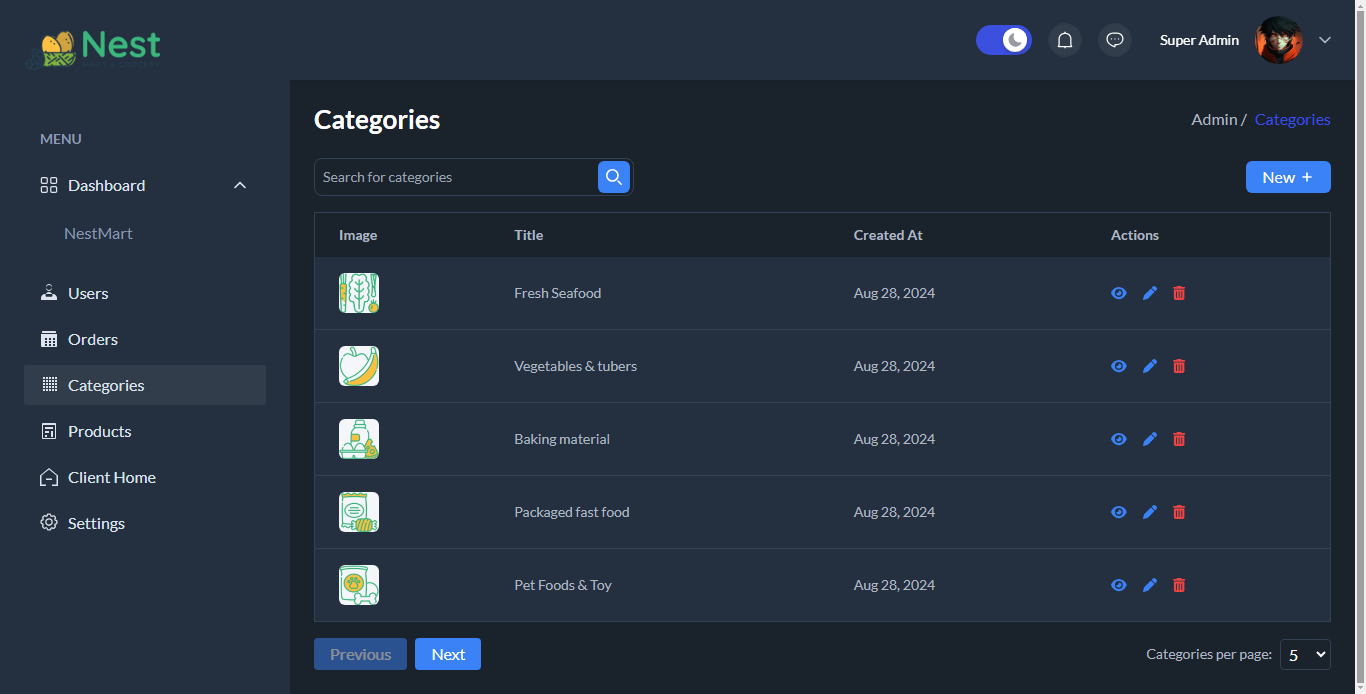 Nest
Super Admin
MENU
Dashboard
NestMart
Users
Orders
Categories
Products
Client Home
Settings
Categories
Admin / Categories
Search for categories
New +
Image Title Created At Actions
Fresh Seafood Aug 28, 2024
Vegetables & tubers Aug 28, 2024
Baking material Aug 28, 2024
Packaged fast food Aug 28, 2024
Pet Foods & Toy Aug 28, 2024
Previous Next
Categories per page: 5